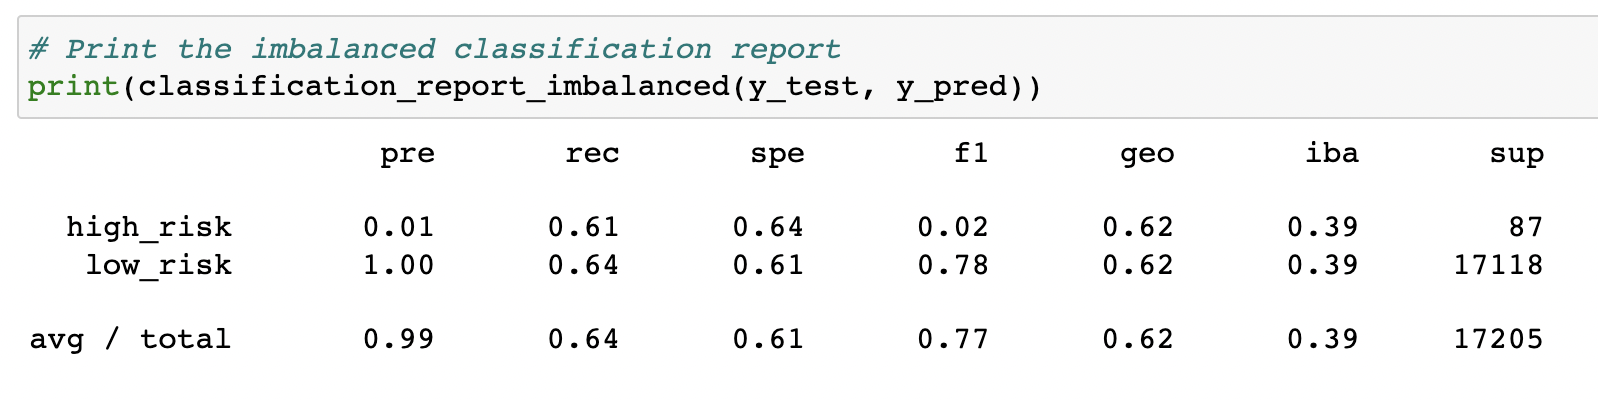 # Print the imbalanced classification report
print(classification_report_imbalanced(y_test, y_pred))
pre rec spe f1 geo iba sup
high_risk 0.01 0.61 0.64 0.02 0.62 0.39 87
low_risk 1.00 0.64 0.61 0.78 0.62 0.39 17118
avg / total 0.99 0.64 0.61 0.77 0.62 0.39 17205